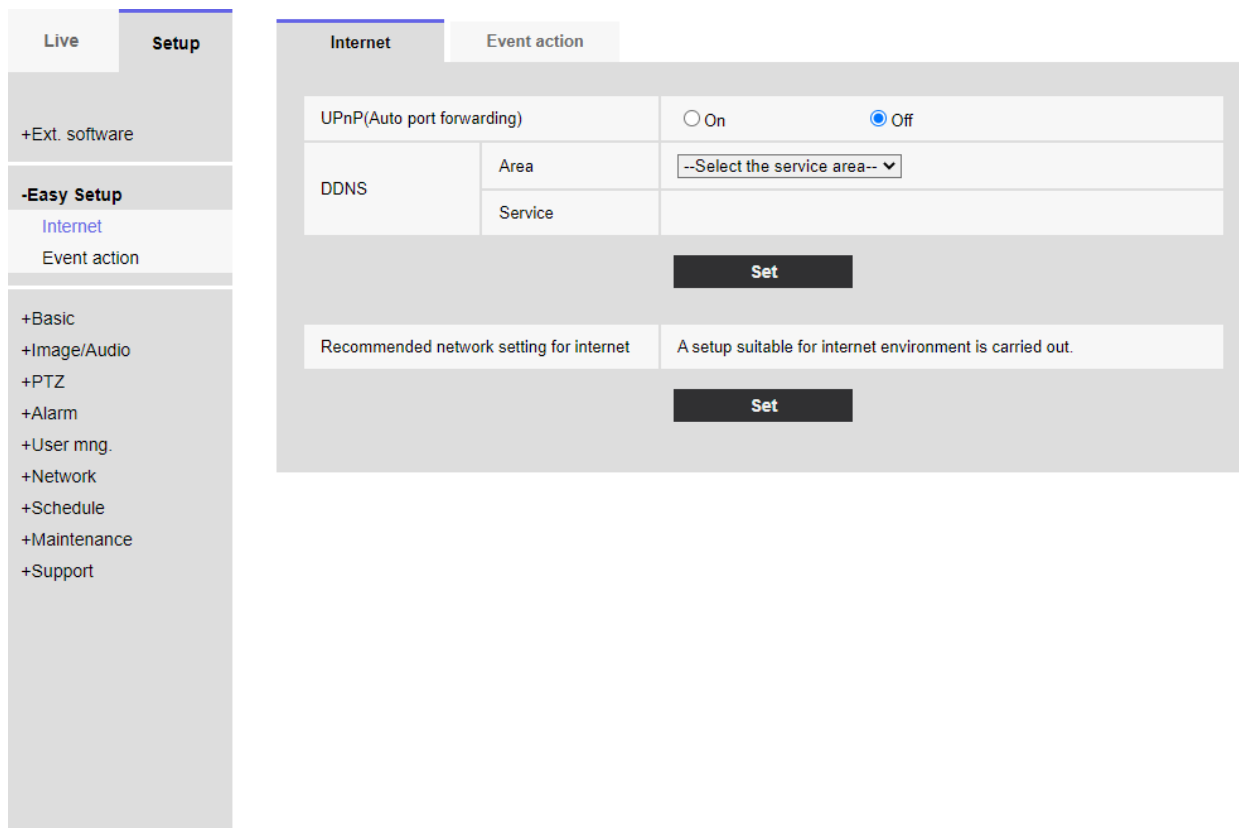 Live
Setup
+Ext. software
-Easy Setup
Internet
Event action
+Basic
+Image/Audio
+PTZ
+Alarm
+User mng.
+Network
+Schedule
+Maintenance
+Support
Internet
Event action
UPnP(Auto port forwarding)
On
Off
DDNS
Area
--Select the service area--
Service
Set
Recommended network setting for internet
A setup suitable for internet environment is carried out.
Set